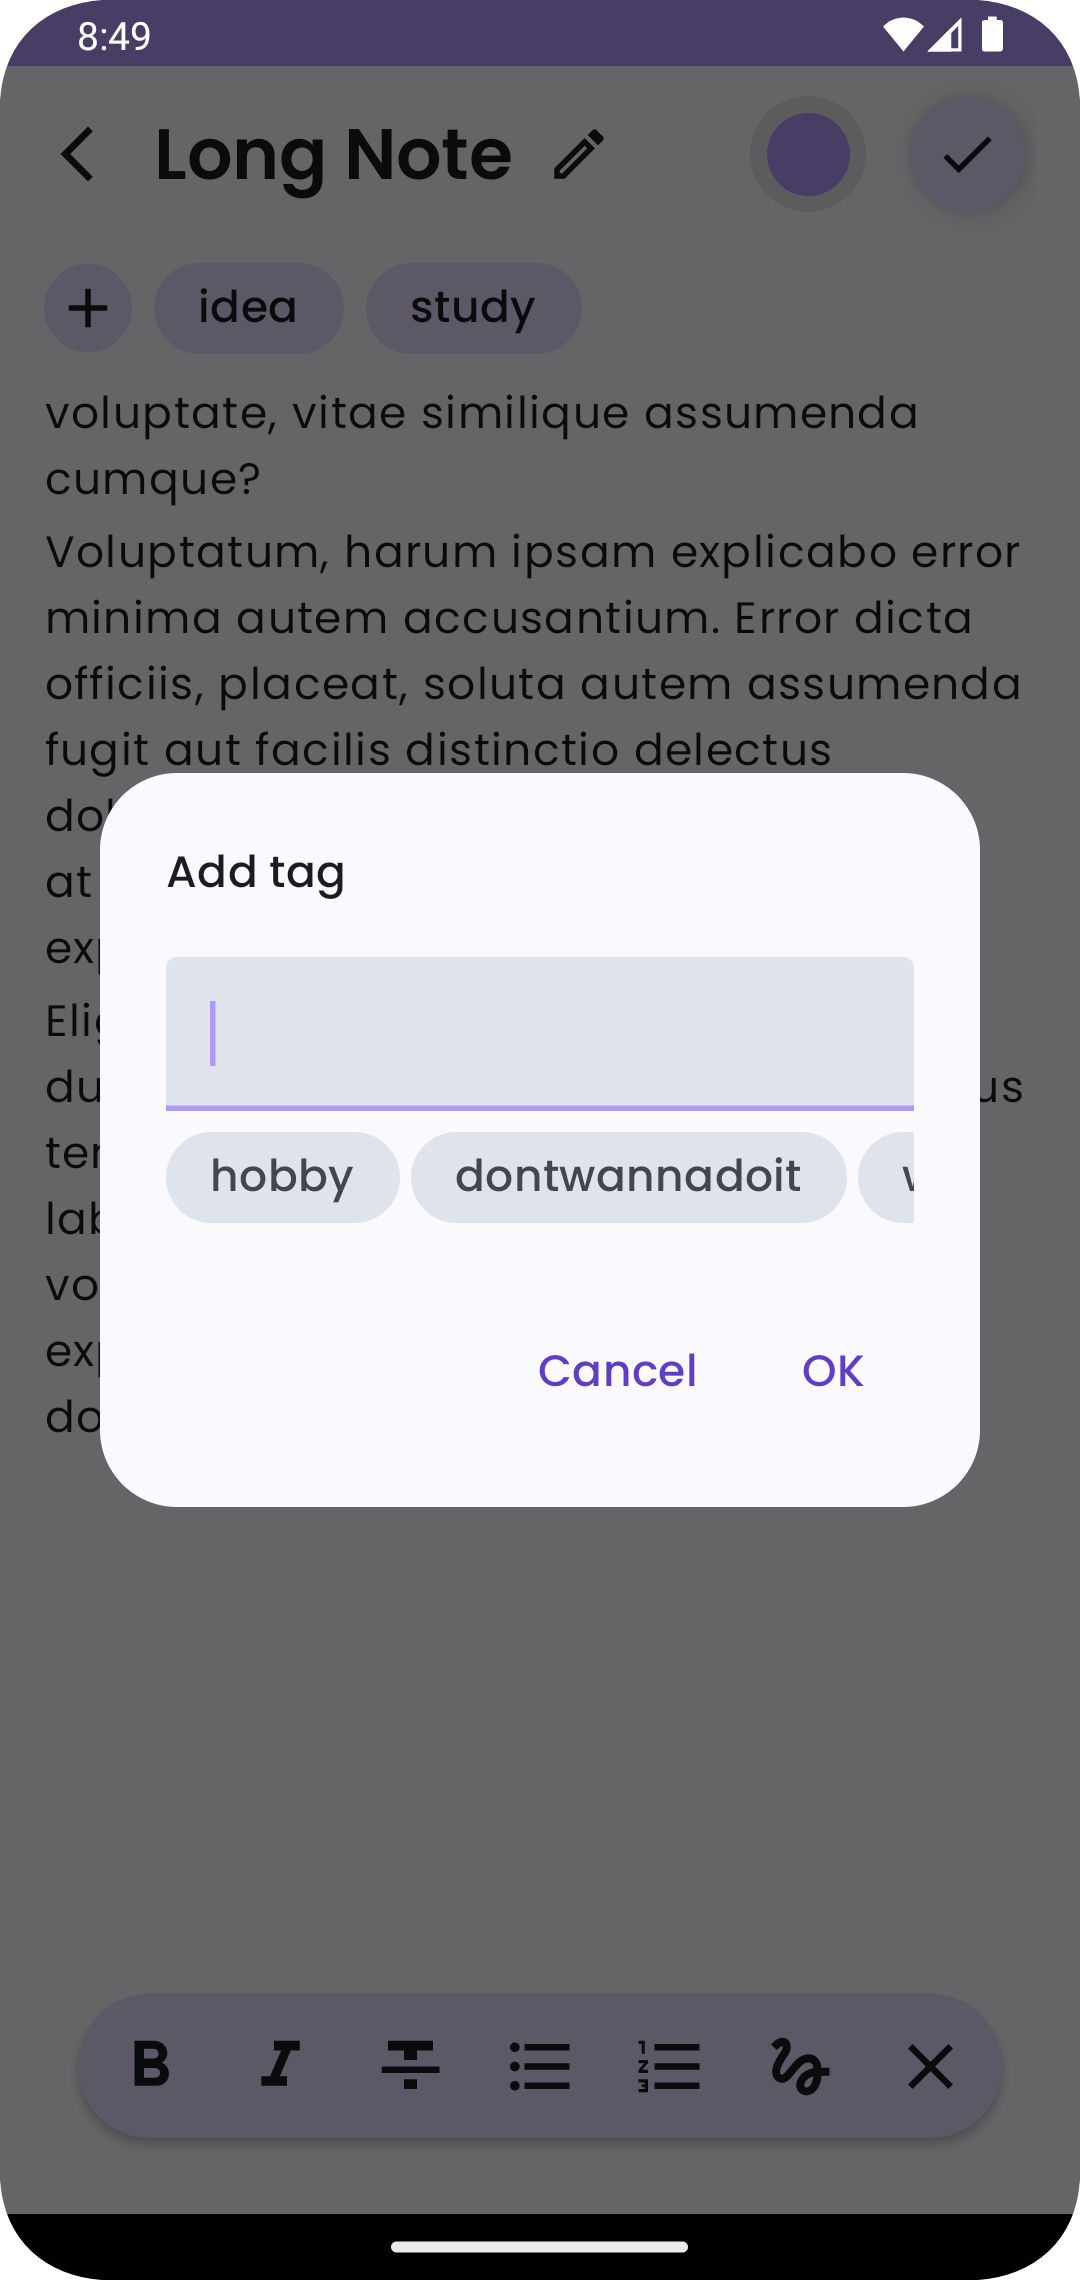 8:49
Long Note
idea study
voluptate, vitae similique assumenda
cumque?
Voluptatum, harum ipsam explicabo error
minima autem accusantium. Error dicta
officiis, placeat, soluta autem assumenda
fugit aut facilis distinctio delectus
at
Add tag
hobby dontwannadoit
Cancel OK
B I